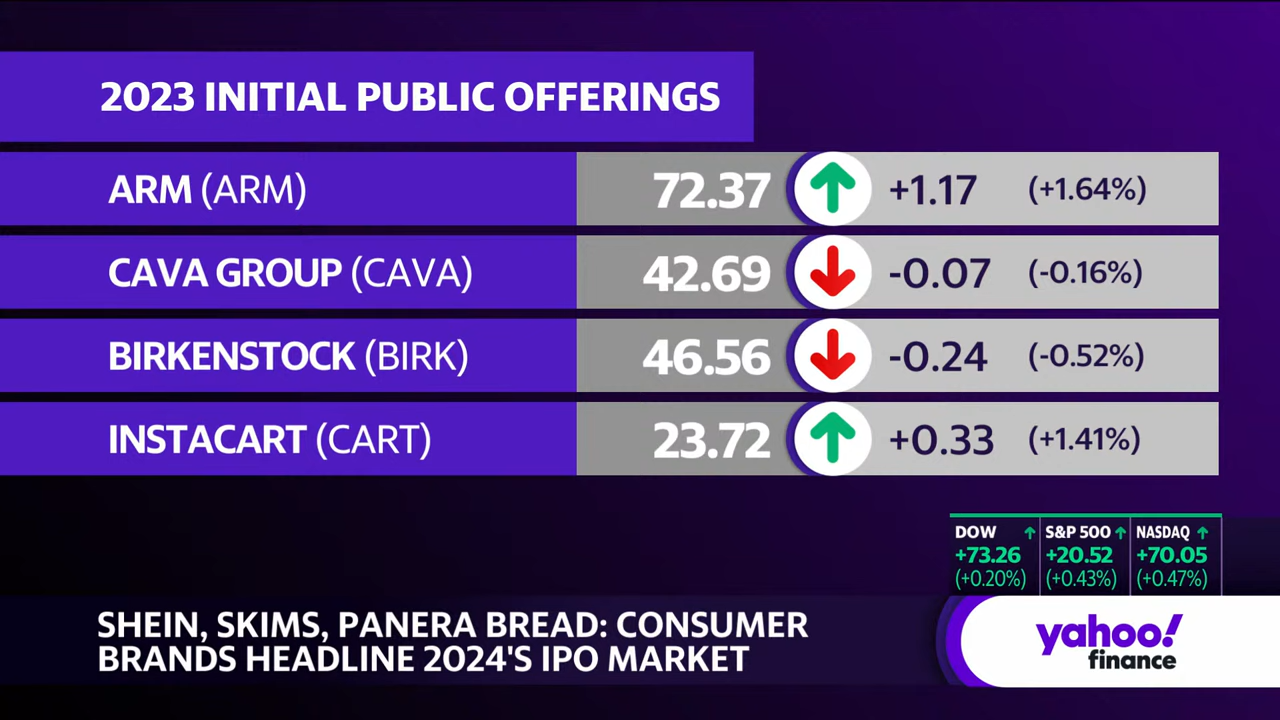 2023 INITIAL PUBLIC OFFERINGS
ARM (ARM) 72.37 +1.17 (+1.64%)
CAVA GROUP (CAVA) 42.69 -0.07 (-0.16%)
BIRKENSTOCK (BIRK) 46.56 -0.24 (-0.52%)
INSTACART (CART) 23.72 +0.33 (+1.41%)
DOW S&P 500 NASDAQ
+73.26 +20.52 +70.05
(+0.20%) (+0.43%) (+0.47%)
SHEIN, SKIMS, PANERA BREAD: CONSUMER
BRANDS HEADLINE 2024'S IPO MARKET
yahoo!
finance